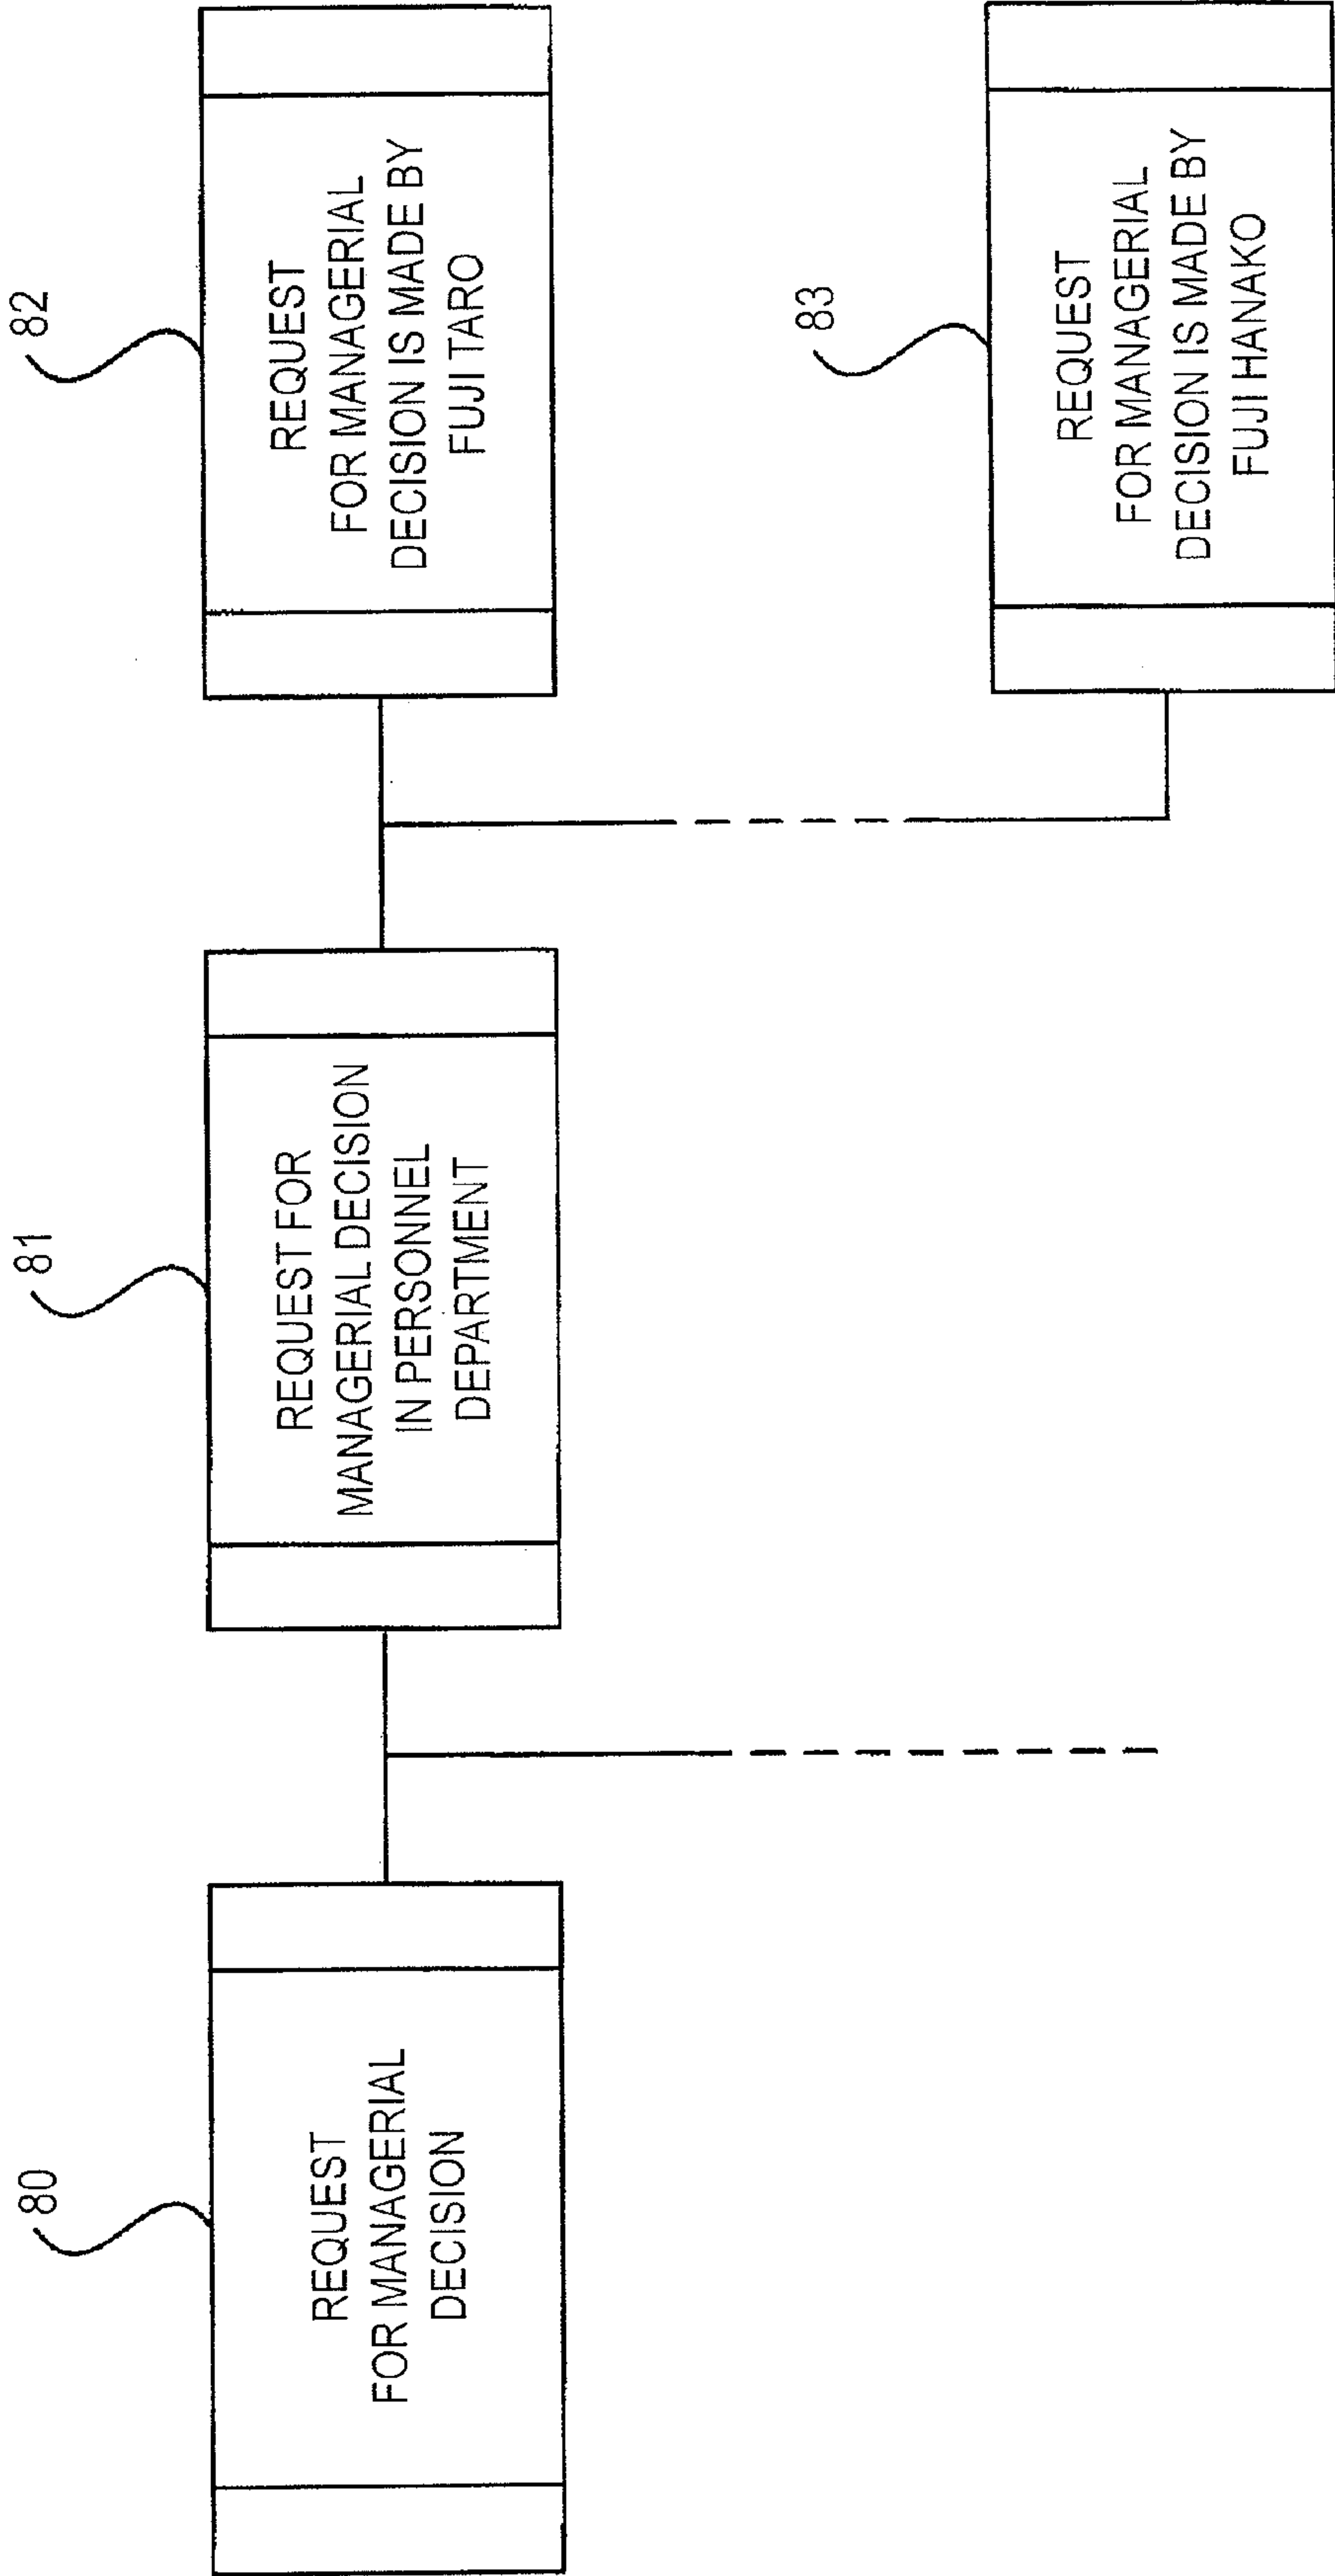 80
REQUEST
FOR MANAGERIAL
DECISION
81
REQUEST FOR
MANAGERIAL DECISION
IN PERSONNEL
DEPARTMENT
82
REQUEST
FOR MANAGERIAL
DECISION IS MADE BY
FUJI TARO
83
REQUEST
FOR MANAGERIAL
DECISION IS MADE BY
FUJI HANAKO